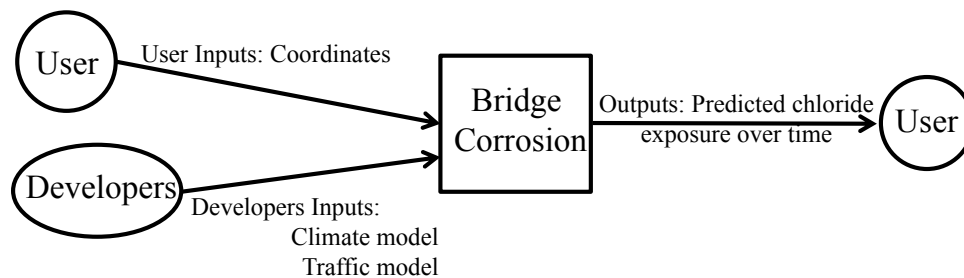 User
User Inputs: Coordinates
Developers
Developers Inputs:
Climate model
Traffic model
Bridge
Corrosion
Outputs: Predicted chloride
exposure over time
User